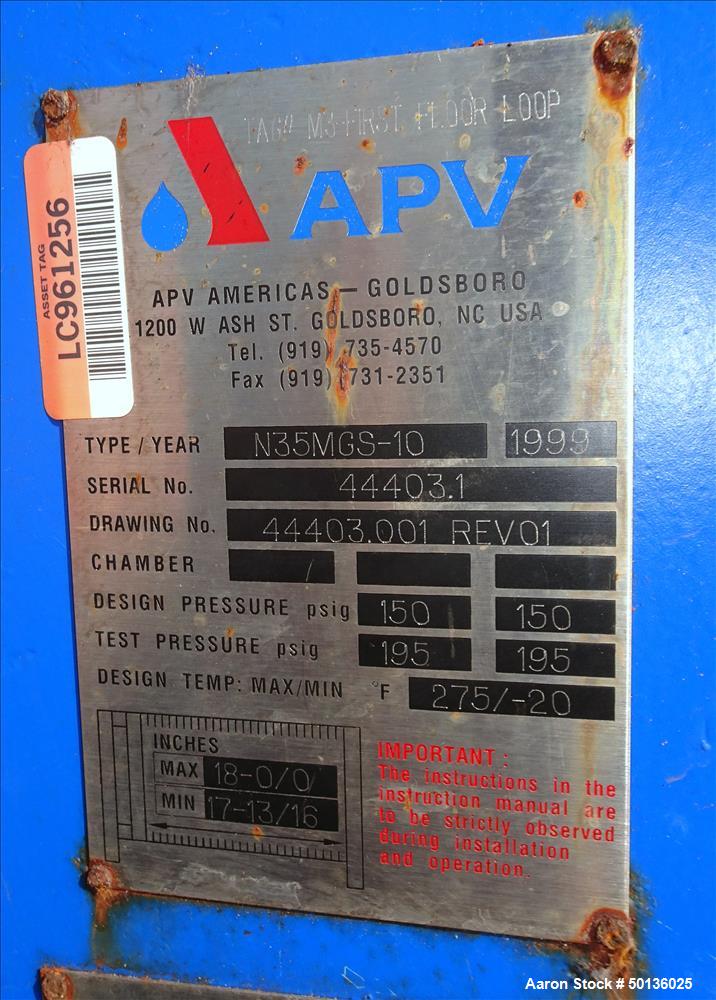 TAG# M3-FIRST FLOOR LOOP
APV
ASSET TAG
LC961256
APV AMERICAS — GOLDSBORO
1200 W ASH ST. GOLDSBORO, NC USA
Tel. (919) 735-4570
Fax (919) 731-2351
TYPE / YEAR N35MGS-10 1999
SERIAL No. 44403.1
DRAWING No. 44403.001 REV01
CHAMBER /
DESIGN PRESSURE psig 150 150
TEST PRESSURE psig 195 195
DESIGN TEMP: MAX/MIN °F 275/-20
INCHES
MAX 18-0/0
MIN 17-13/16
IMPORTANT :
The instructions in the
instruction manual are
to be strictly observed
during installation
and operation.
Aaron Stock # 50136025